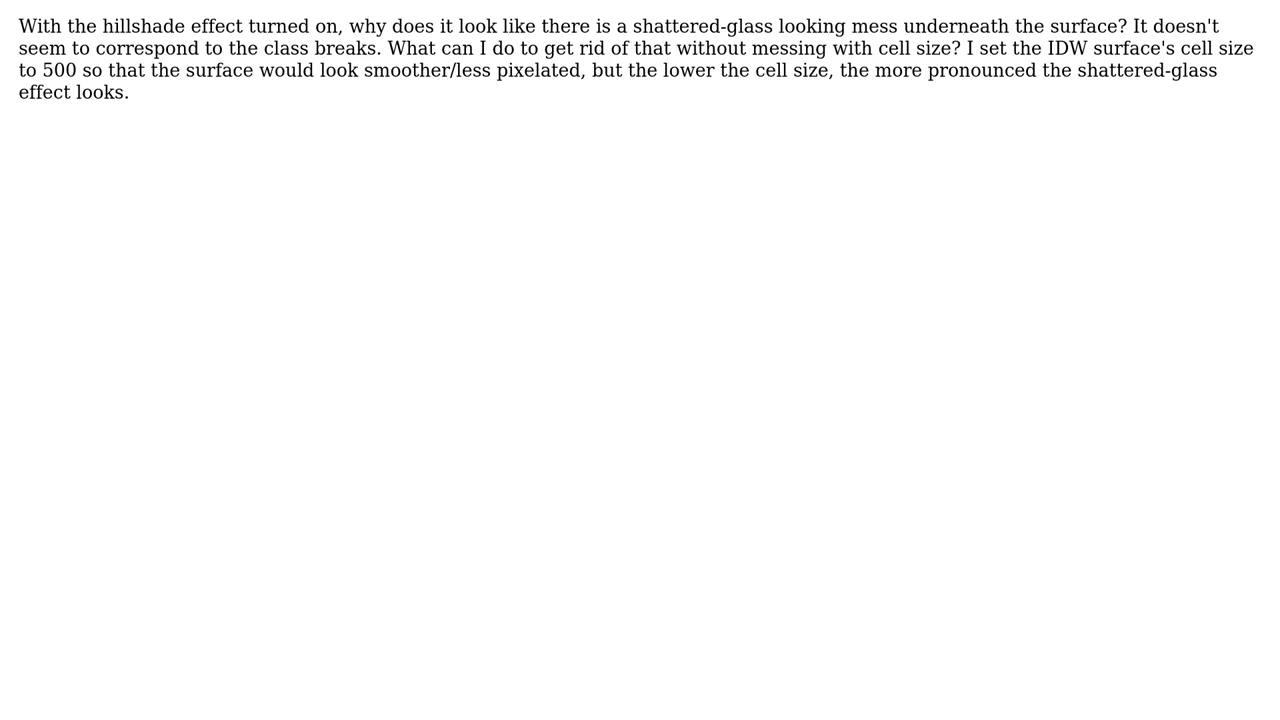 With the hillshade effect turned on, why does it look like there is a shattered-glass looking mess underneath the surface? It doesn't
seem to correspond to the class breaks. What can I do to get rid of that without messing with cell size? I set the IDW surface's cell size
to 500 so that the surface would look smoother/less pixelated, but the lower the cell size, the more pronounced the shattered-glass
effect looks.